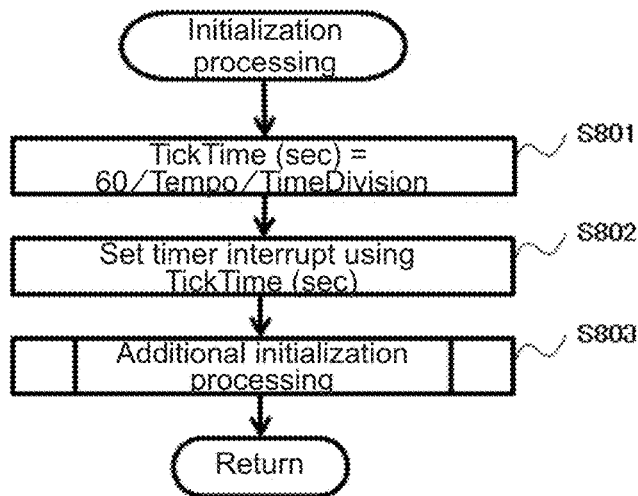 Initialization
processing
S801
TickTime (sec) =
60/Tempo/TimeDivision
S802
Set timer interrupt using
TickTime (sec)
S803
Additional initialization
processing
Return